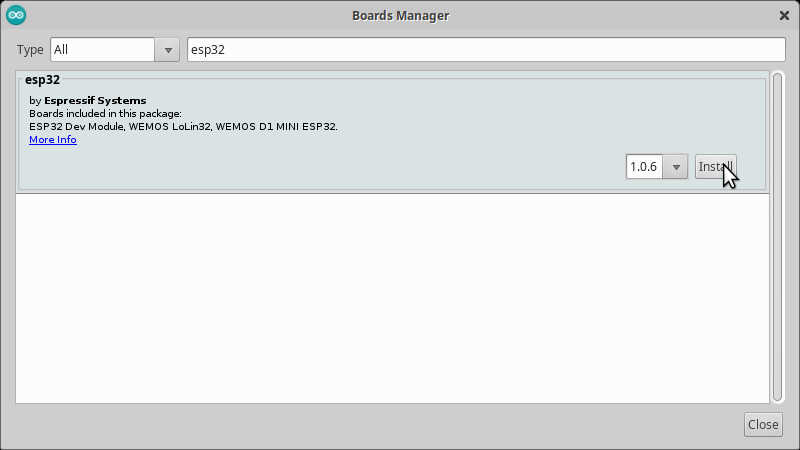 Boards Manager
Type All esp32
esp32
by Espressif Systems
Boards included in this package:
ESP32 Dev Module, WEMOS LoLin32, WEMOS D1 MINI ESP32.
More Info
1.0.6 Install
Close